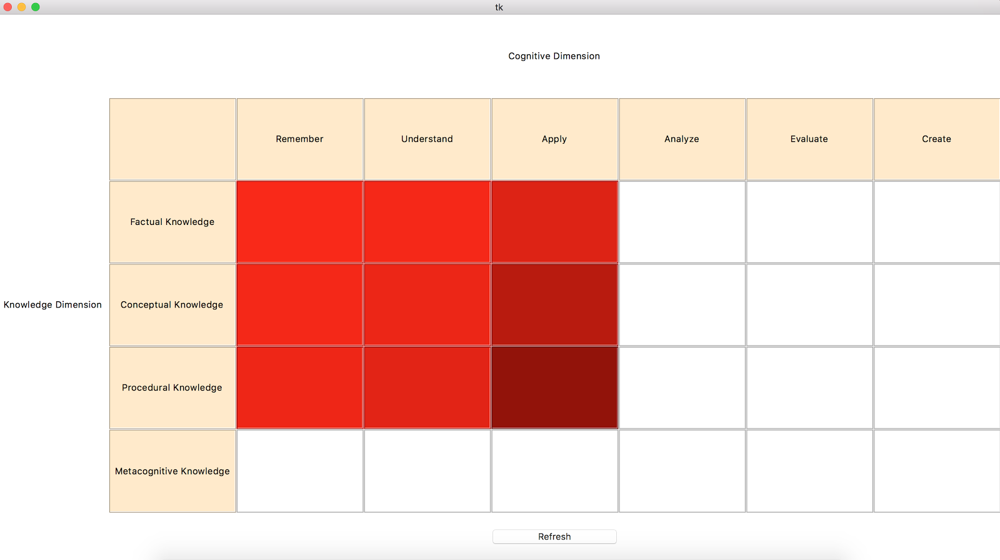 tk
Cognitive Dimension
Remember Understand Apply Analyze Evaluate Create
Factual Knowledge
Knowledge Dimension Conceptual Knowledge
Procedural Knowledge
Metacognitive Knowledge
Refresh